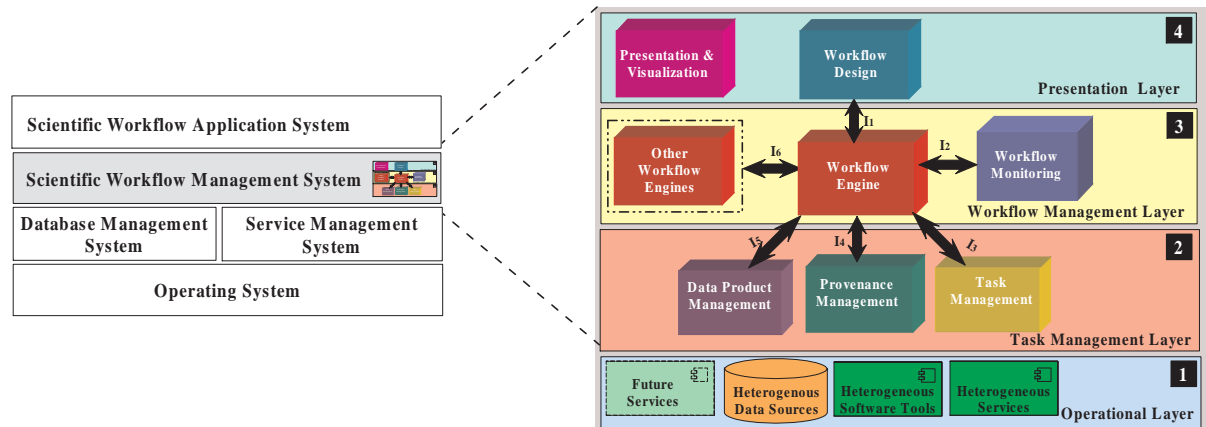 Scientific Workflow Application System
Scientific Workflow Management System
Database Management
System
Service Management
System
Operating System
4
Presentation &
Visualization
Workflow
Design
Presentation Layer
I1
3
Other
Workflow
Engines
I6
Workflow
Engine
I2
Workflow
Monitoring
Workflow Management Layer
I5
I4
I3
2
Data Product
Management
Provenance
Management
Task
Management
Task Management Layer
1
Future
Services
Heterogenous
Data Sources
Heterogeneous
Software Tools
Heterogeneous
Services
Operational Layer